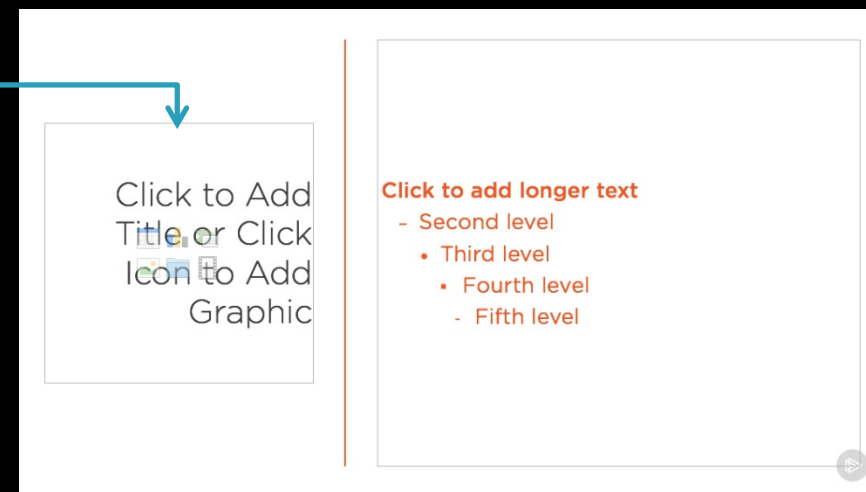 Click to Add
Title or Click
Icon to Add
Graphic
Click to add longer text
– Second level
• Third level
▪ Fourth level
- Fifth level